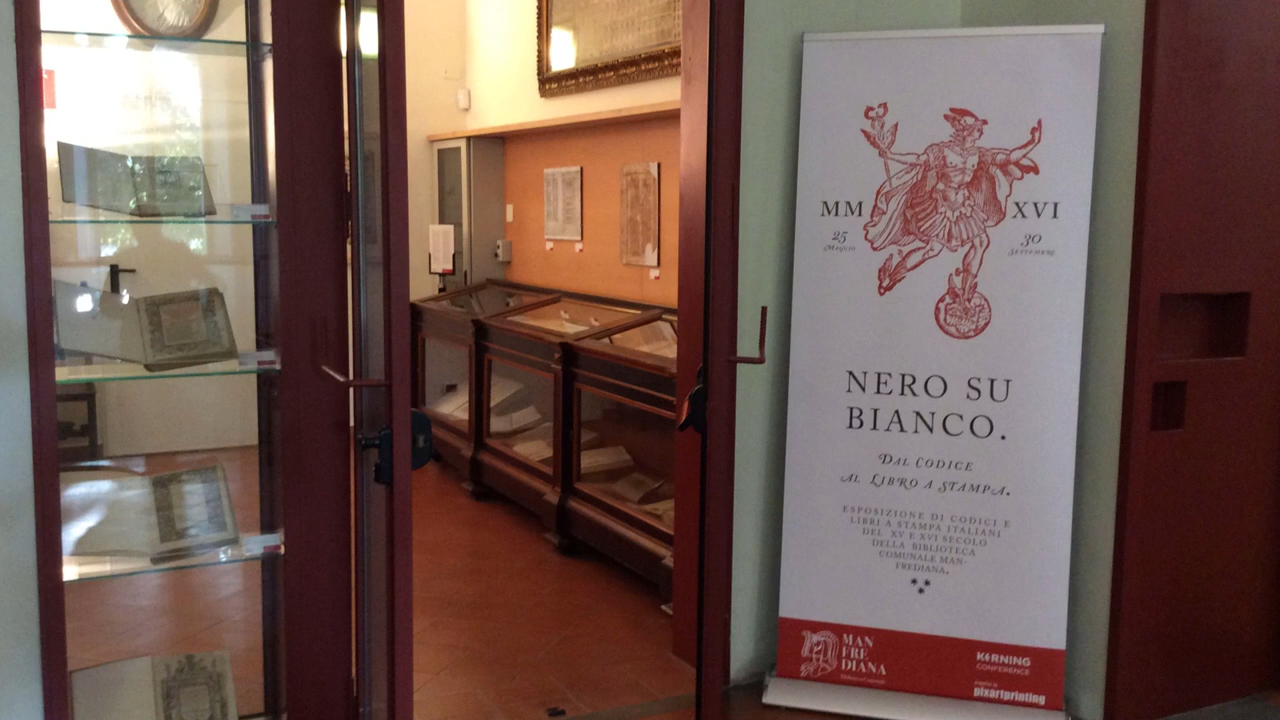 MM XVI
25 30
Maggio Settembre
NERO SU
BIANCO.
DAL CODICE
AL LIBRO A STAMPA.
ESPOSIZIONE DI CODICI E
LIBRI A STAMPA ITALIANI
DEL XV E XVI SECOLO
DELLA BIBLIOTECA
COMUNALE MAN-
FREDIANA.
MAN
FRE
DIANA
KERNING
CONFERENCE
pixartprinting